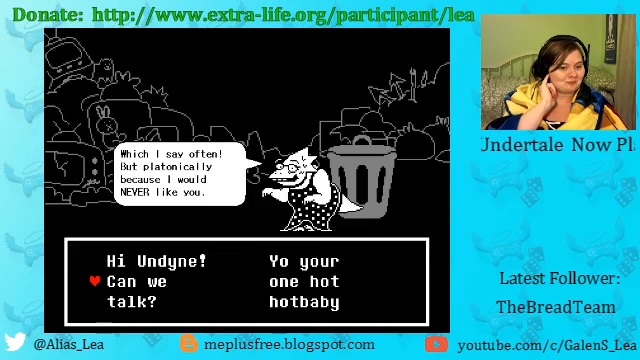 Donate: http://www.extra-life.org/participant/lea
Which I say often!
But platonically
because I would
NEVER like you.
Undertale Now Pl
Hi Undyne!
Can we
talk?
Yo your
one hot
hotbaby
Latest Follower:
TheBreadTeam
@Alias_Lea
meplusfree.blogspot.com
youtube.com/c/GalenS_Lea